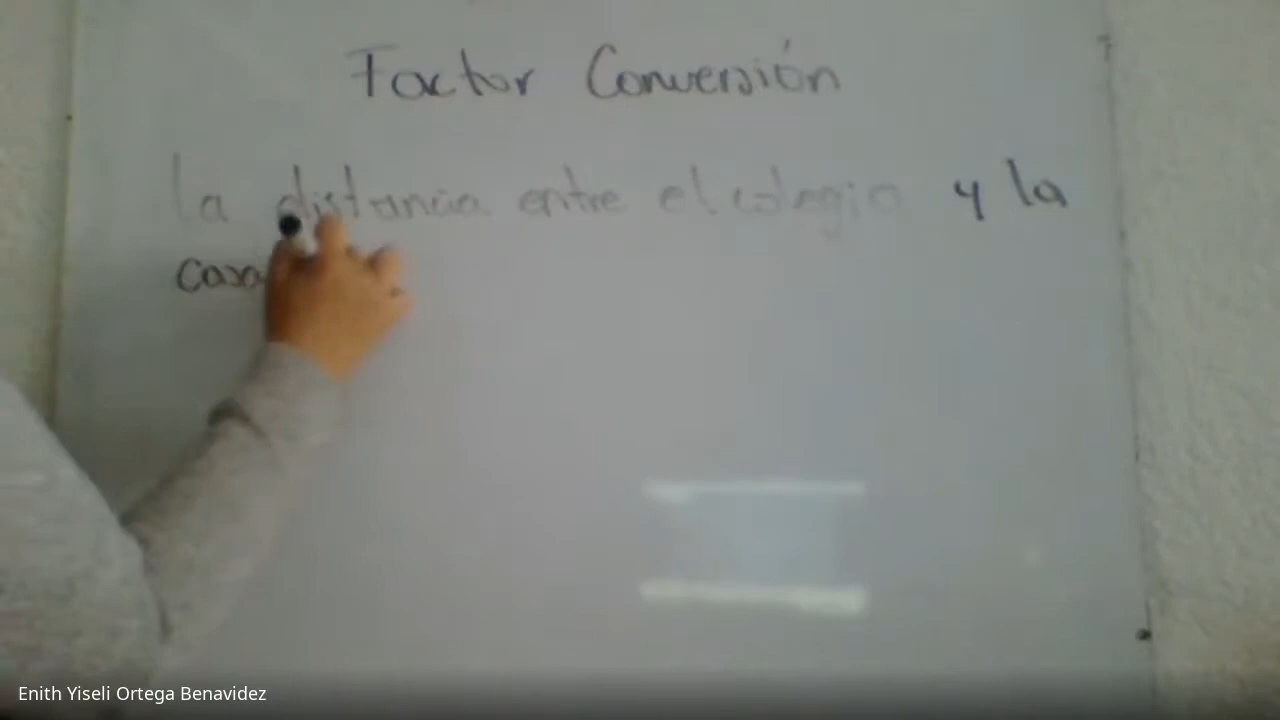 Factor Conversión
la distancia entre el colegio y la
casa
Enith Yiseli Ortega Benavidez